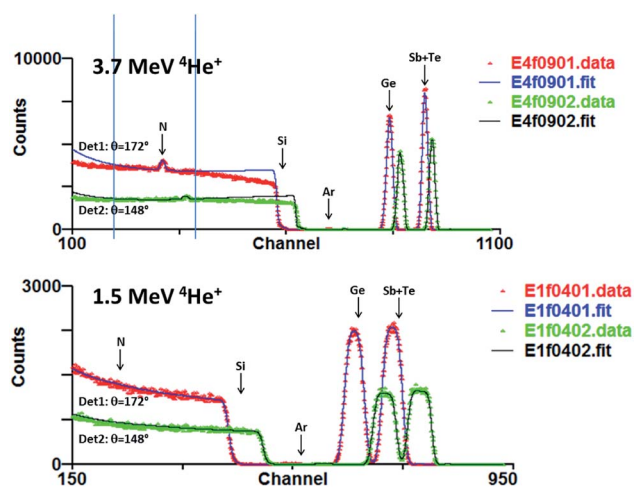 10000
3.7 MeV ⁴He⁺
Counts
N
Si
Ar
Ge
Sb+Te
Det1: θ=172°
Det2: θ=148°
0
100
Channel
1100
E4f0901.data
E4f0901.fit
E4f0902.data
E4f0902.fit
3000
1.5 MeV ⁴He⁺
Counts
N
Si
Ar
Ge
Sb+Te
Det1: θ=172°
Det2: θ=148°
0
150
Channel
950
E1f0401.data
E1f0401.fit
E1f0402.data
E1f0402.fit